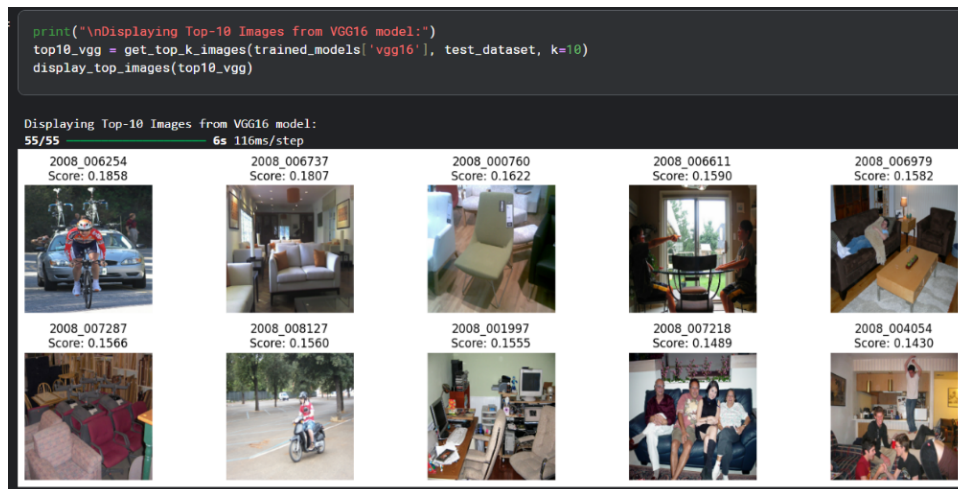 print("\nDisplaying Top-10 Images from VGG16 model:")
top10_vgg = get_top_k_images(trained_models['vgg16'], test_dataset, k=10)
display_top_images(top10_vgg)
Displaying Top-10 Images from VGG16 model:
55/55 6s 116ms/step
2008_006254 2008_006737 2008_000760 2008_006611 2008_006979
Score: 0.1858 Score: 0.1807 Score: 0.1622 Score: 0.1590 Score: 0.1582
2008_007287 2008_008127 2008_001997 2008_007218 2008_004054
Score: 0.1566 Score: 0.1560 Score: 0.1555 Score: 0.1489 Score: 0.1430